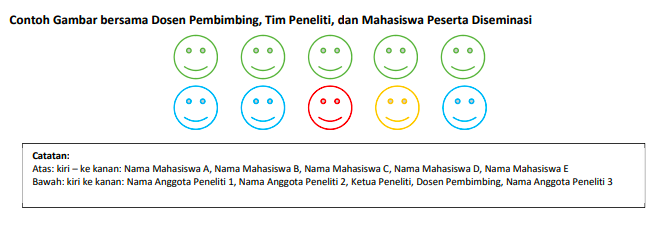 Contoh Gambar bersama Dosen Pembimbing, Tim Peneliti, dan Mahasiswa Peserta Diseminasi
Catatan:
Atas: kiri – ke kanan: Nama Mahasiswa A, Nama Mahasiswa B, Nama Mahasiswa C, Nama Mahasiswa D, Nama Mahasiswa E
Bawah: kiri ke kanan: Nama Anggota Peneliti 1, Nama Anggota Peneliti 2, Ketua Peneliti, Dosen Pembimbing, Nama Anggota Peneliti 3